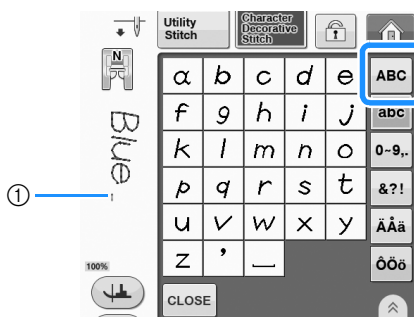 Utility Stitch
Character Decorative Stitch
N
Blue
①
100%
a b c d e
f g h i j
k l m n o
p q r s t
u v w x y
z ' _
CLOSE
ABC
abc
0~9,.
&?!
ÄÅä
ÔÖö